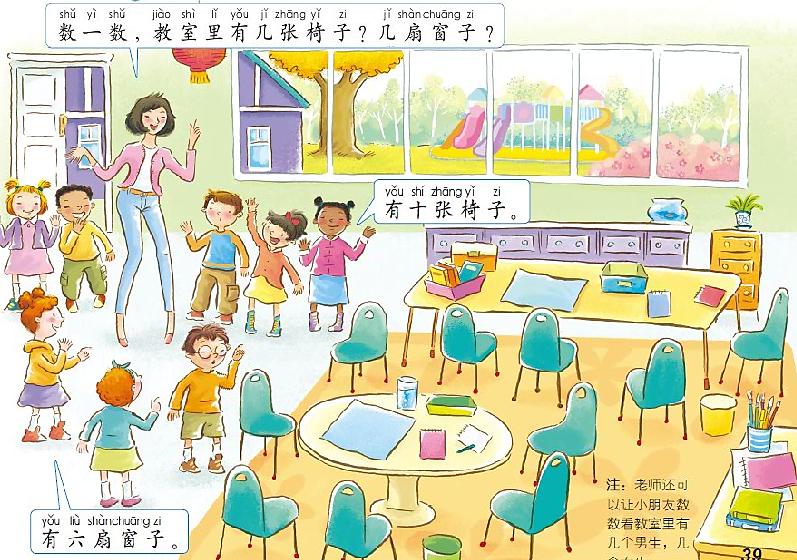 shǔ yì shǔ jiào shì lǐ yǒu jǐ zhāng yǐ zi jǐ shàn chuāng zi
数一数，教室里有几张椅子？几扇窗子？
yǒu shí zhāng yǐ zi
有十张椅子。
yǒu liù shàn chuāng zi
有六扇窗子。
注：老师还可
以让小朋友数
数看教室里有
几个男生，几
39